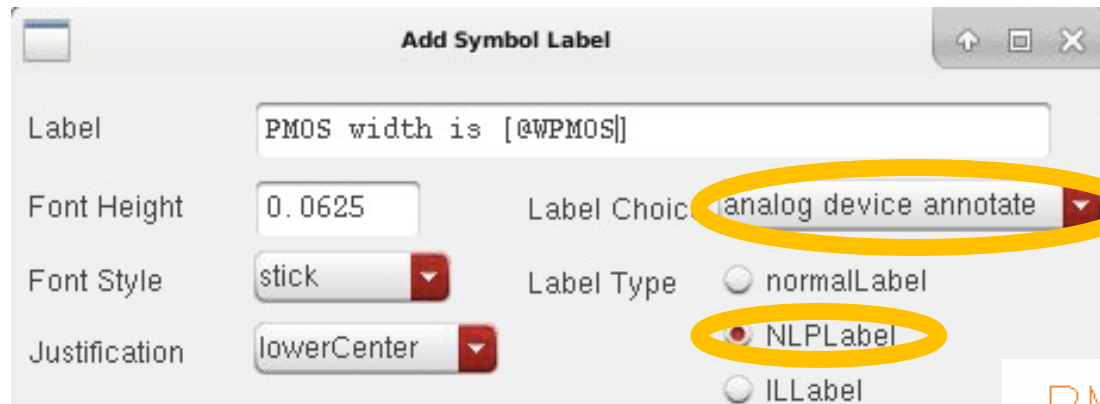 Add Symbol Label
Label PMOS width is [@WPMOS]
Font Height 0.0625 Label Choic analog device annotate
Font Style stick Label Type normalLabel
NLPLabel
Justification lowerCenter
ILLabel